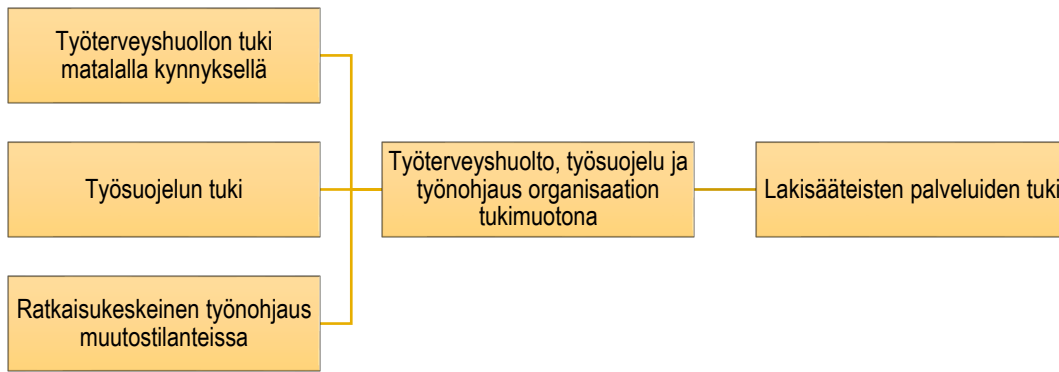 Työterveyshuollon tuki
matalalla kynnyksellä
Työsuojelun tuki
Ratkaisukeskeinen työnohjaus
muutostilanteissa
Työterveyshuolto, työsuojelu ja
työnohjaus organisaation
tukimuotona
Lakisääteisten palveluiden tuki